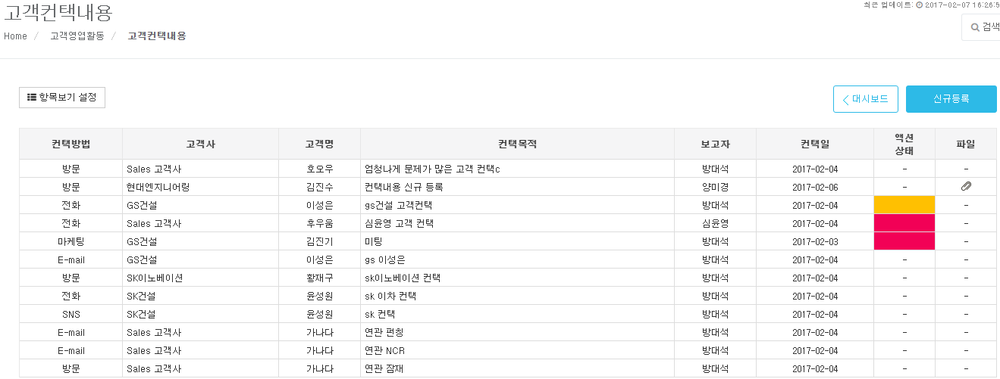 고객컨택내용
최근 업데이트: 2017-02-07 16:26:5
Home / 고객영엽활동 / 고객컨택내용
검색
항목보기 설정
대시보드
신규등록
컨택방법 고객사 고객명 컨택목적 보고자 컨택일 액션 상태 파일
방문 Sales 고객사 호오우 엄청나게 문제가 많은 고객 컨택c 방대석 2017-02-04 - -
방문 현대엔지니어링 김진수 컨택내용 신규 등록 양미경 2017-02-06 -
전화 GS건설 이성은 gs건설 고객컨택 방대석 2017-02-04 -
전화 Sales 고객사 후우움 심윤영 고객 컨택 심윤영 2017-02-04 -
마케팅 GS건설 김진기 미팅 방대석 2017-02-03 -
E-mail GS건설 이성은 gs 이성은 방대석 2017-02-04 - -
방문 SK이노베이션 황재구 sk이노베이션 컨택 방대석 2017-02-04 - -
전화 SK건설 윤성원 sk 이차 컨택 방대석 2017-02-04 - -
SNS SK건설 윤성원 sk 컨택 방대석 2017-02-04 - -
E-mail Sales 고객사 가나다 연관 펀칭 방대석 2017-02-04 - -
E-mail Sales 고객사 가나다 연관 NCR 방대석 2017-02-04 - -
방문 Sales 고객사 가나다 연관 잠재 방대석 2017-02-04 - -